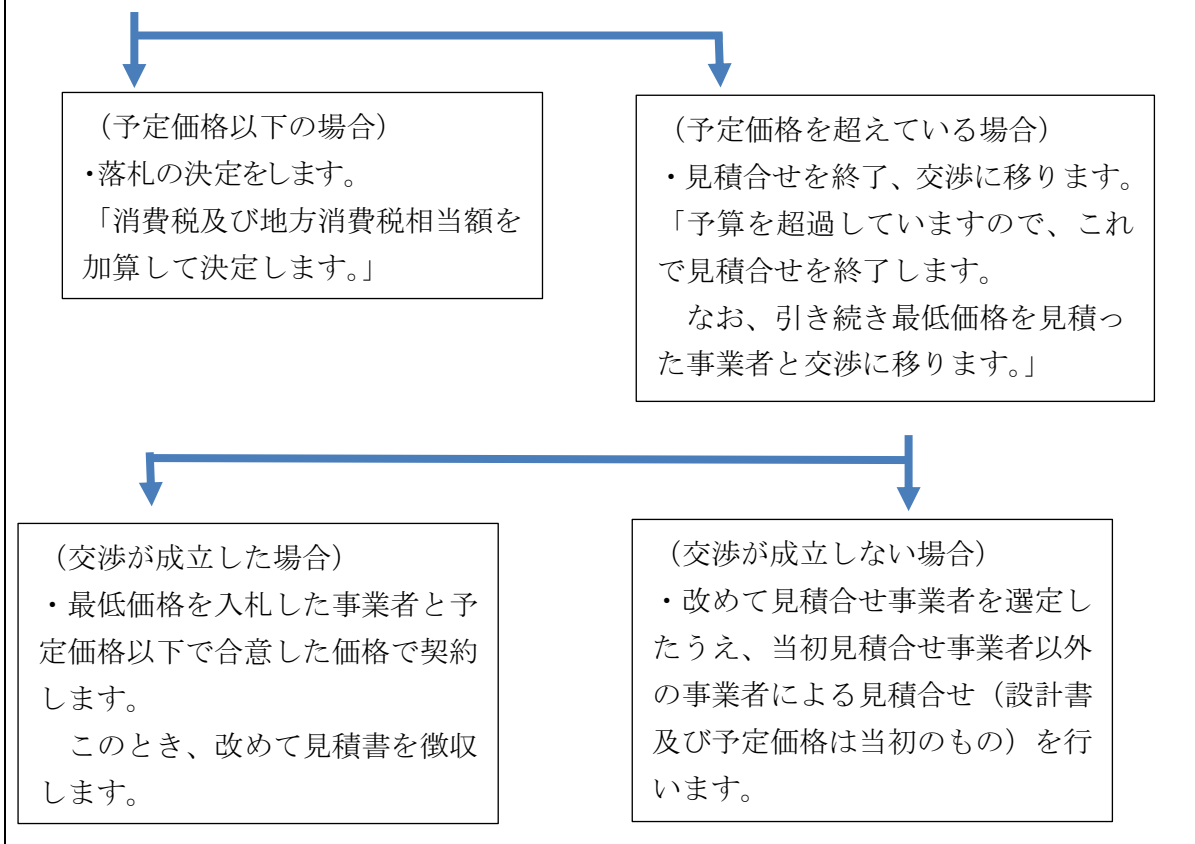 （予定価格以下の場合）
・落札の決定をします。
「消費税及び地方消費税相当額を
加算して決定します。」
（予定価格を超えている場合）
・見積合せを終了、交渉に移ります。
「予算を超過していますので、これ
で見積合せを終了します。
なお、引き続き最低価格を見積っ
た事業者と交渉に移ります。」
（交渉が成立した場合）
・最低価格を入札した事業者と予
定価格以下で合意した価格で契約
します。
このとき、改めて見積書を徴収
します。
（交渉が成立しない場合）
・改めて見積合せ事業者を選定し
たうえ、当初見積合せ事業者以外
の事業者による見積合せ（設計書
及び予定価格は当初のもの）を行
います。